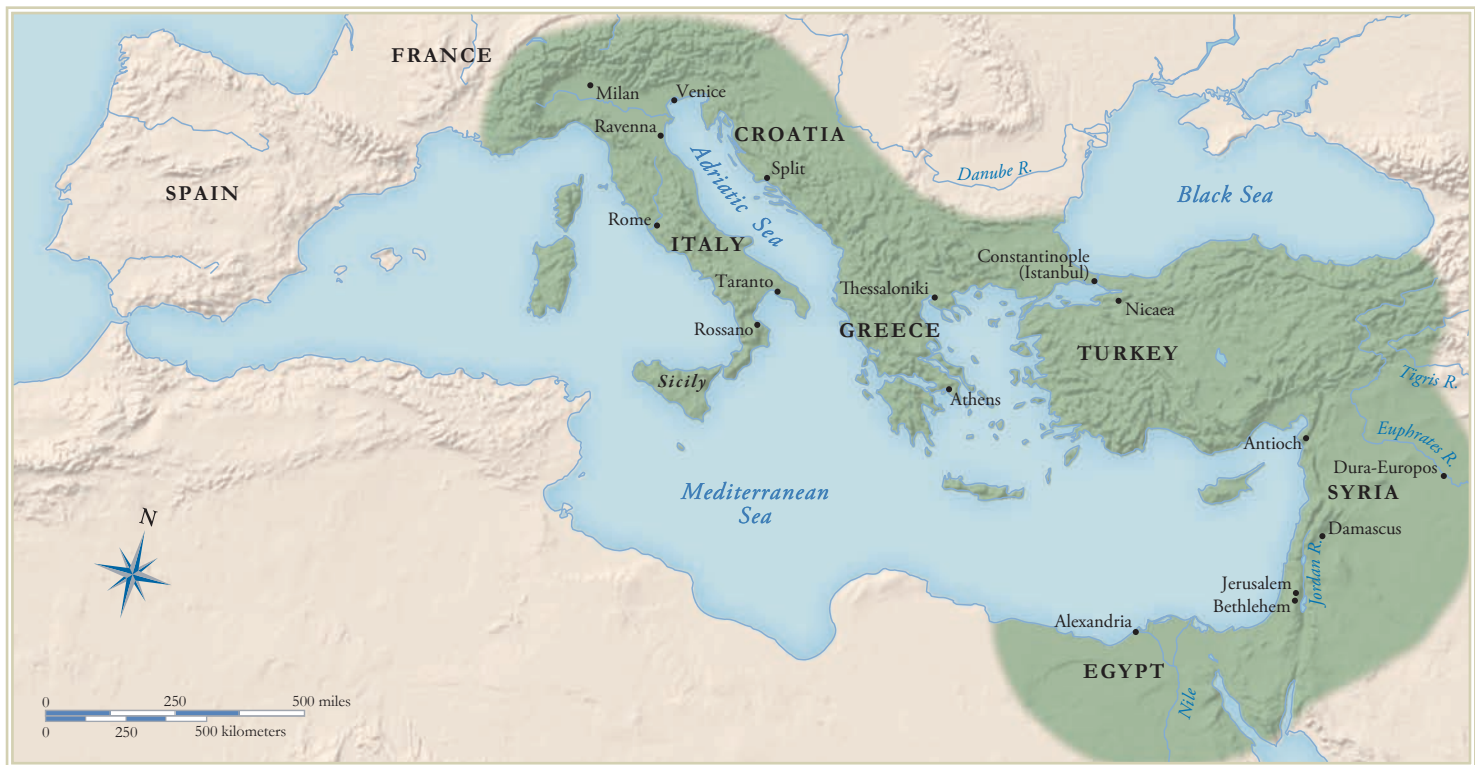 FRANCE
Milan
Venice
Ravenna
CROATIA
Adriatic Sea
Split
Danube R.
SPAIN
Black Sea
Rome
ITALY
Constantinople
(Istanbul)
Taranto
Thessaloniki
Nicaea
Rossano
GREECE
TURKEY
Sicily
Tigris R.
Athens
Euphrates R.
Antioch
Dura-Europos
SYRIA
Mediterranean
Sea
N
Damascus
Jordan R.
Jerusalem
Bethlehem
Alexandria
EGYPT
Nile
0 250 500 miles
0 250 500 kilometers